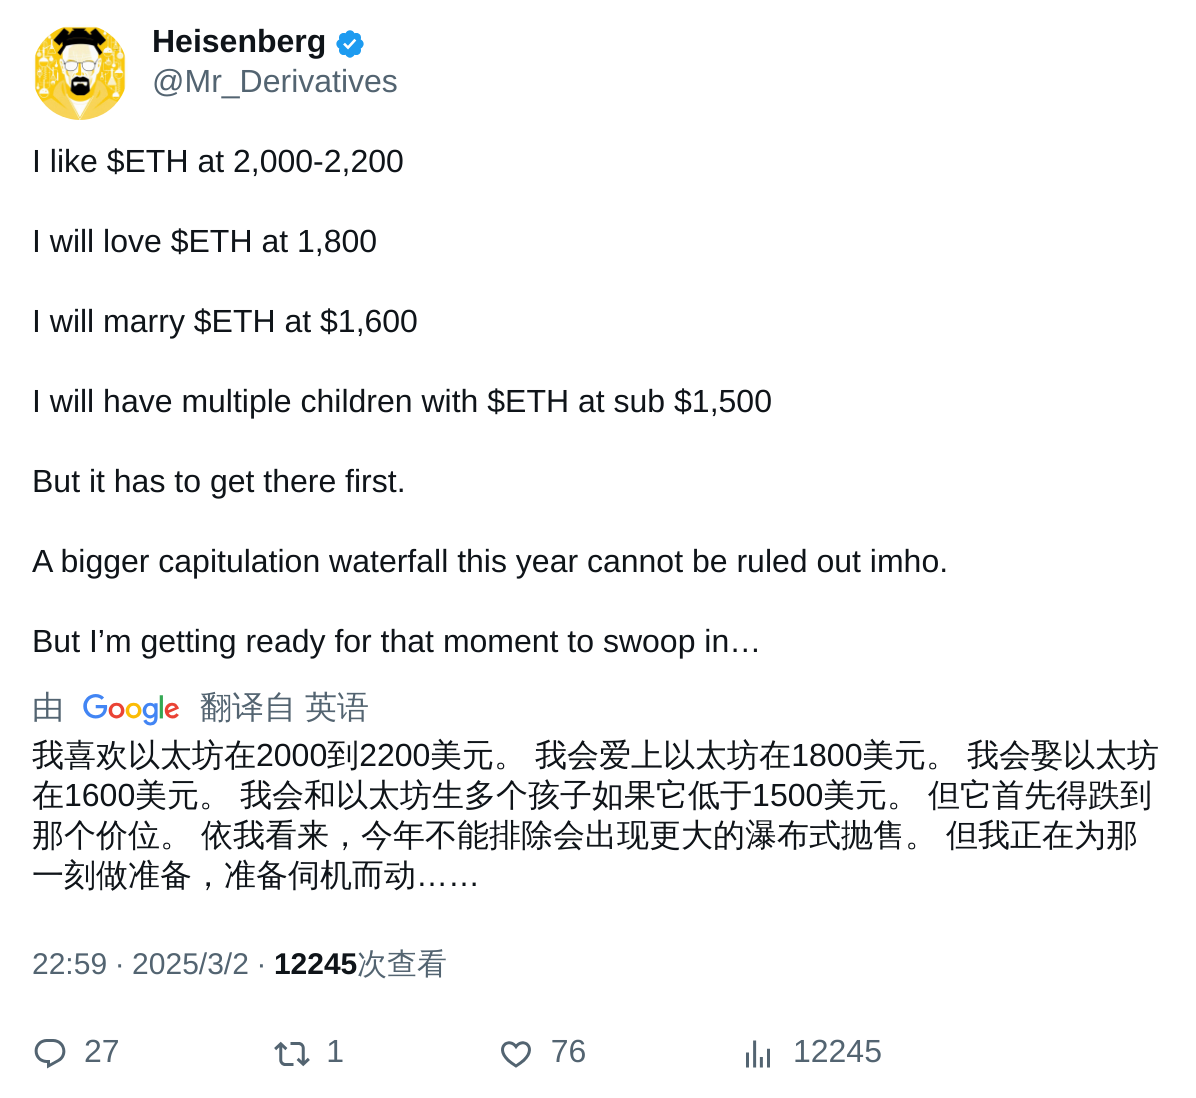 Heisenberg
@Mr_Derivatives
I like $ETH at 2,000-2,200
I will love $ETH at 1,800
I will marry $ETH at $1,600
I will have multiple children with $ETH at sub $1,500
But it has to get there first.
A bigger capitulation waterfall this year cannot be ruled out imho.
But I’m getting ready for that moment to swoop in…
由 Google 翻译自 英语
我喜欢以太坊在2000到2200美元。 我会爱上以太坊在1800美元。 我会娶以太坊
在1600美元。 我会和以太坊生多个孩子如果它低于1500美元。 但它首先得跌到
那个价位。 依我看来，今年不能排除会出现更大的瀑布式抛售。 但我正在为那
一刻做准备，准备伺机而动……
22:59 · 2025/3/2 · 12245次查看
27 1 76 12245